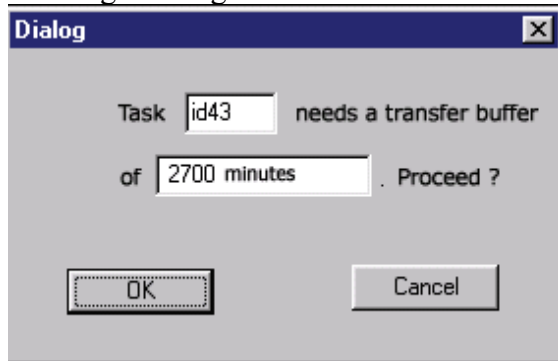 Dialog
Task id43 needs a transfer buffer
of 2700 minutes . Proceed ?
OK Cancel